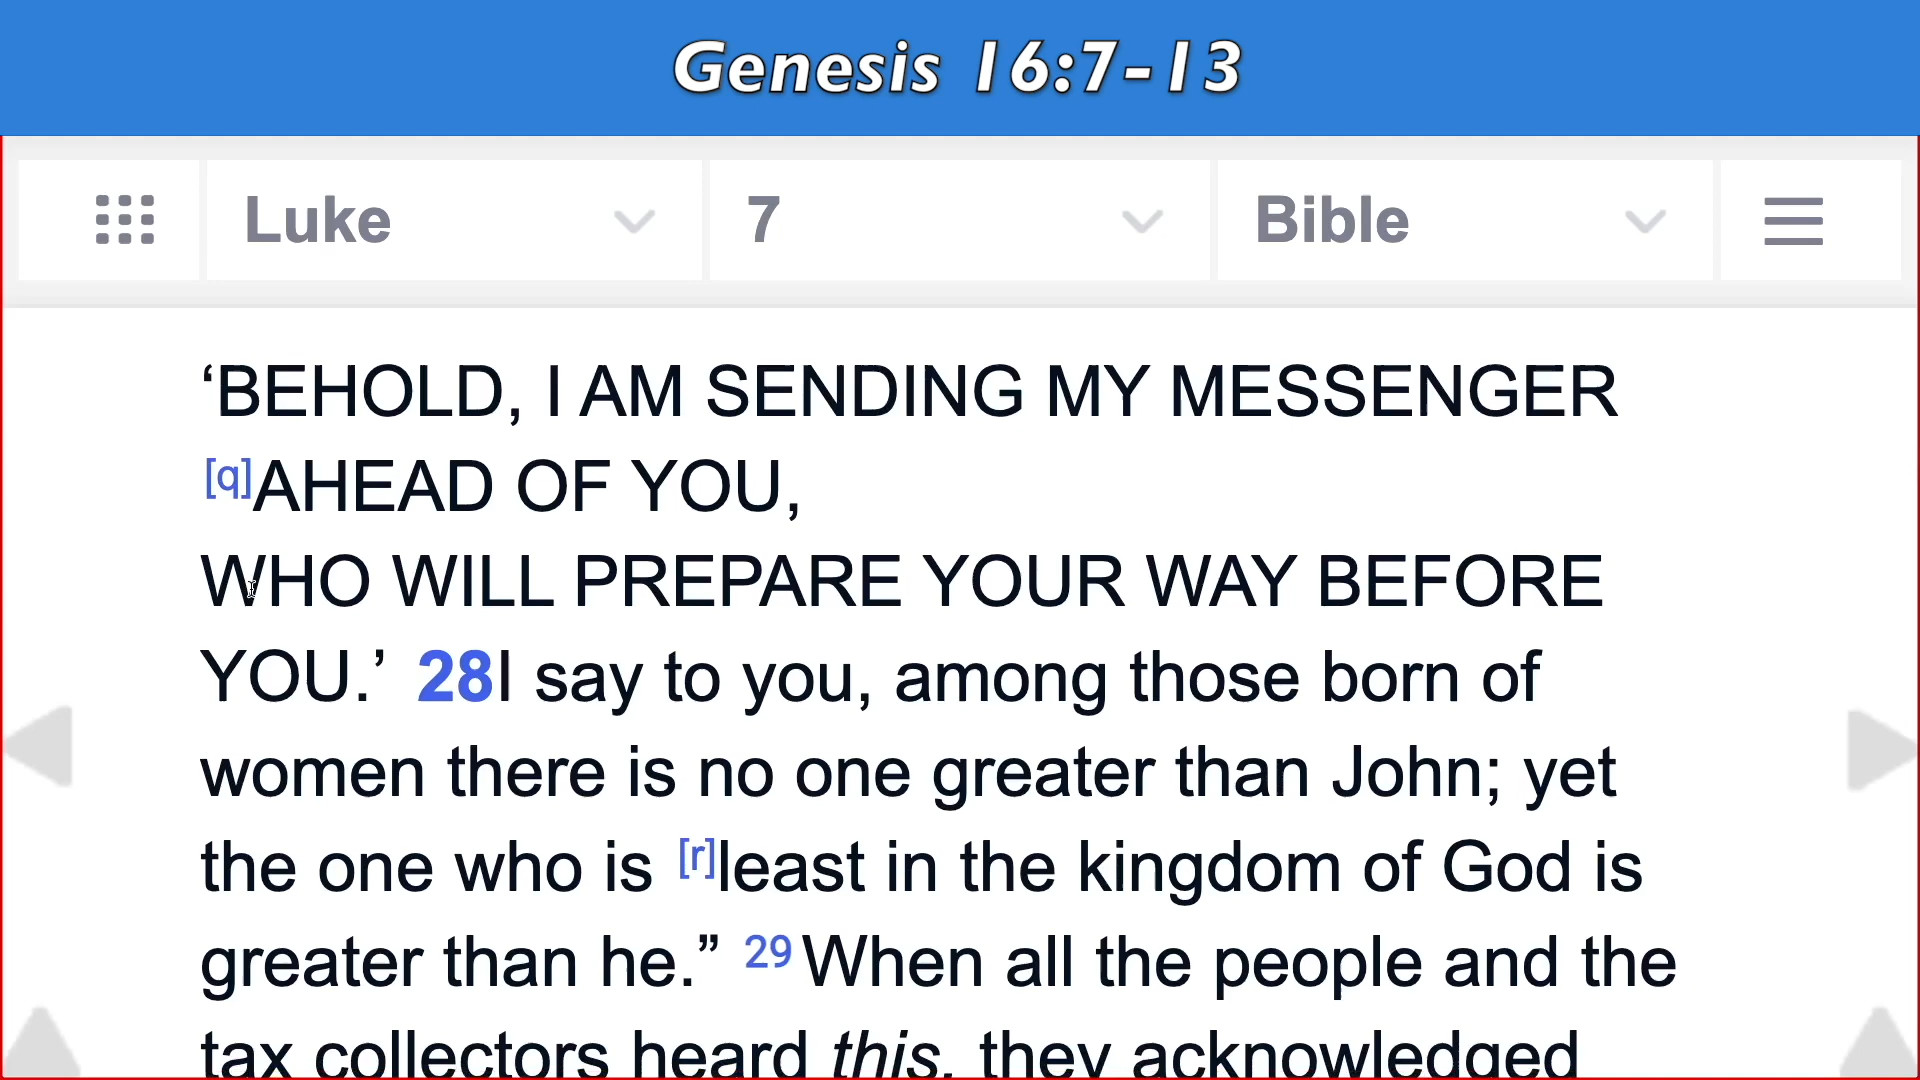 Genesis 16:7-13
Luke 7 Bible
‘BEHOLD, I AM SENDING MY MESSENGER
[q]AHEAD OF YOU,
WHO WILL PREPARE YOUR WAY BEFORE
YOU.’ 28I say to you, among those born of
women there is no one greater than John; yet
the one who is [r]least in the kingdom of God is
greater than he.” 29 When all the people and the
tax collectors heard this, they acknowledged